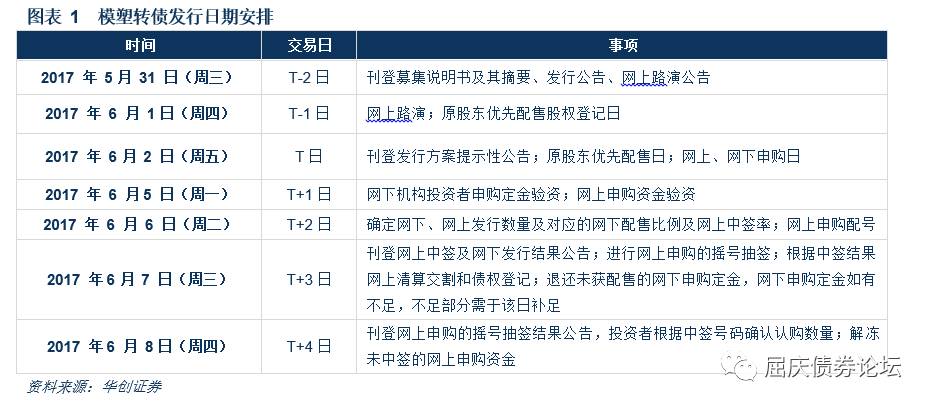 图表 1 模塑转债发行日期安排
时间 交易日 事项
2017 年 5 月 31 日（周三） T-2 日 刊登募集说明书及其摘要、发行公告、网上路演公告
2017 年 6 月 1 日（周四） T-1 日 网上路演；原股东优先配售股权登记日
2017 年 6 月 2 日（周五） T 日 刊登发行方案提示性公告；原股东优先配售日；网上、网下申购日
2017 年 6 月 5 日（周一） T+1 日 网下机构投资者申购定金验资；网上申购资金验资
2017 年 6 月 6 日（周二） T+2 日 确定网下、网上发行数量及对应的网下配售比例及网上中签率；网上申购配号
刊登网上中签及网下发行结果公告；进行网上申购的摇号抽签；根据中签结果
2017 年 6 月 7 日（周三） T+3 日 网上清算交割和债权登记；退还未获配售的网下申购定金，网下申购定金如有
不足，不足部分需于该日补足
2017 年 6 月 8 日（周四） T+4 日 刊登网上申购的摇号抽签结果公告，投资者根据中签号码确认认购数量；解冻
未中签的网上申购资金
资料来源：华创证券
屈庆债券论坛